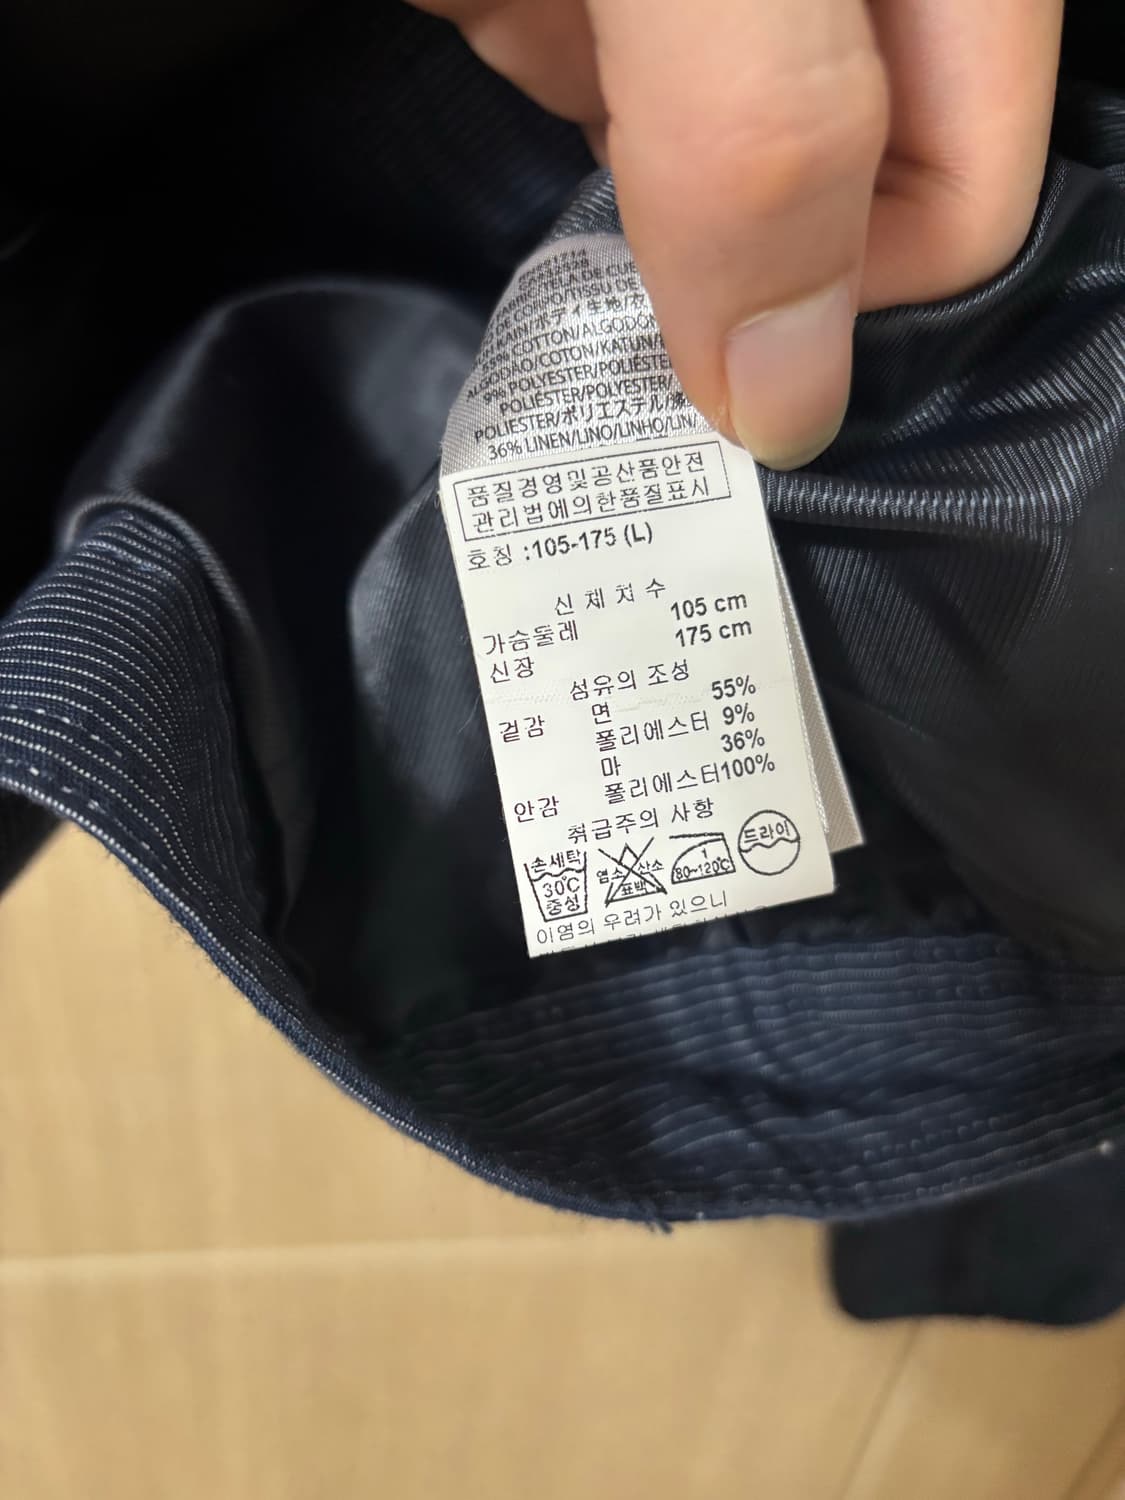 TELA DE CUE
55% COTTON/ALGODO
ALGODÃO/COTON/KATUN/
9% POLYESTER/POLIESTE
POLIESTER/POLYESTER/
POLIESTER/ポリエステル/
36% LINEN/LINO/LINHO/LIN/
품질경영및공산품안전
관리법에의한품질표시
호칭 :105-175 (L)
신체치수
가슴둘레 105 cm
신장 175 cm
섬유의 조성
겉감 면 55%
폴리에스터 9%
마 36%
안감 폴리에스터100%
취급주의 사항
손세탁 30℃ 중성
염소 산소 표백
1 80~120℃
드라이
이염의 우려가 있으니